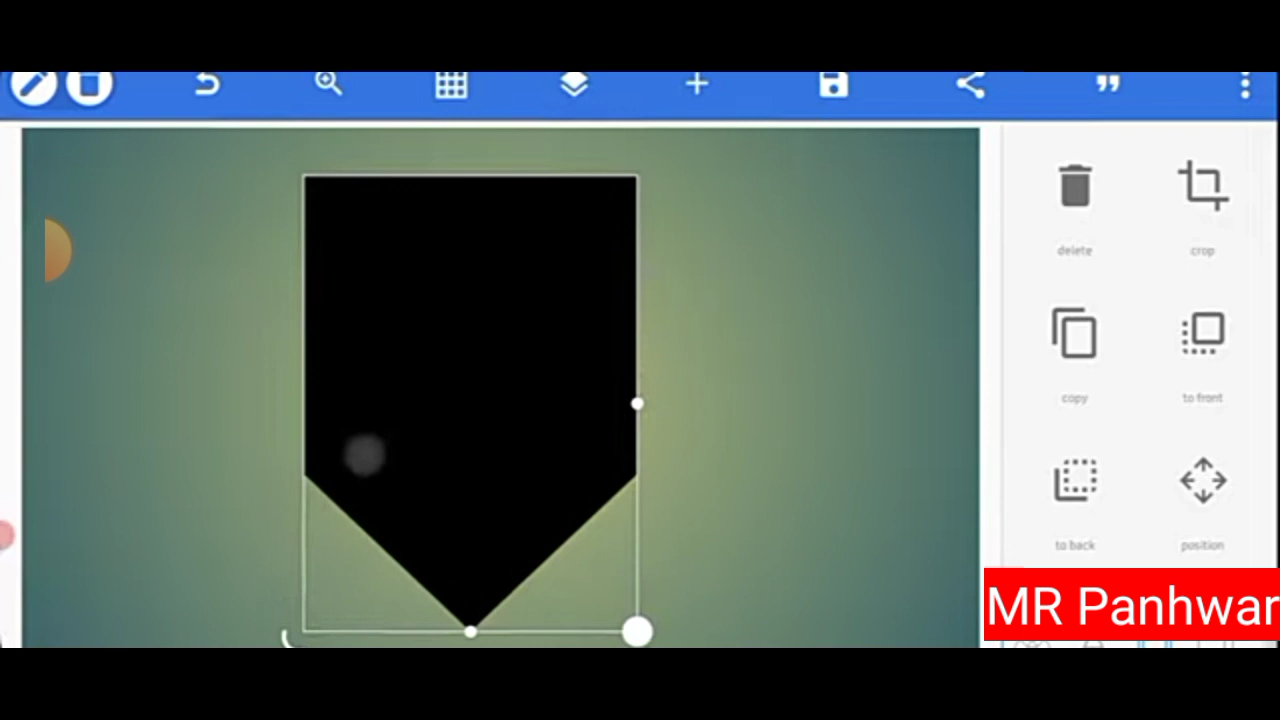 delete
crop
copy
to front
to back
position
MR Panhwar